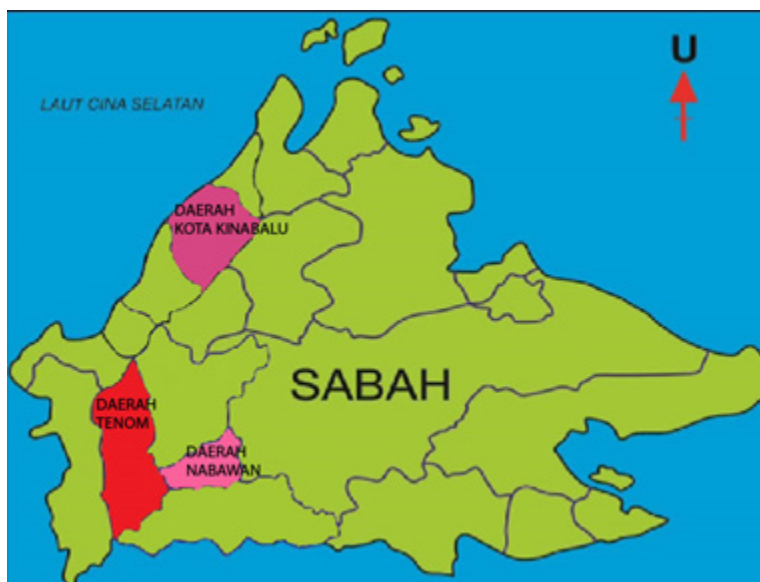 U
LAUT CINA SELATAN
DAERAH
KOTA KINABALU
SABAH
DAERAH
TENOM
DAERAH
NABAWAN